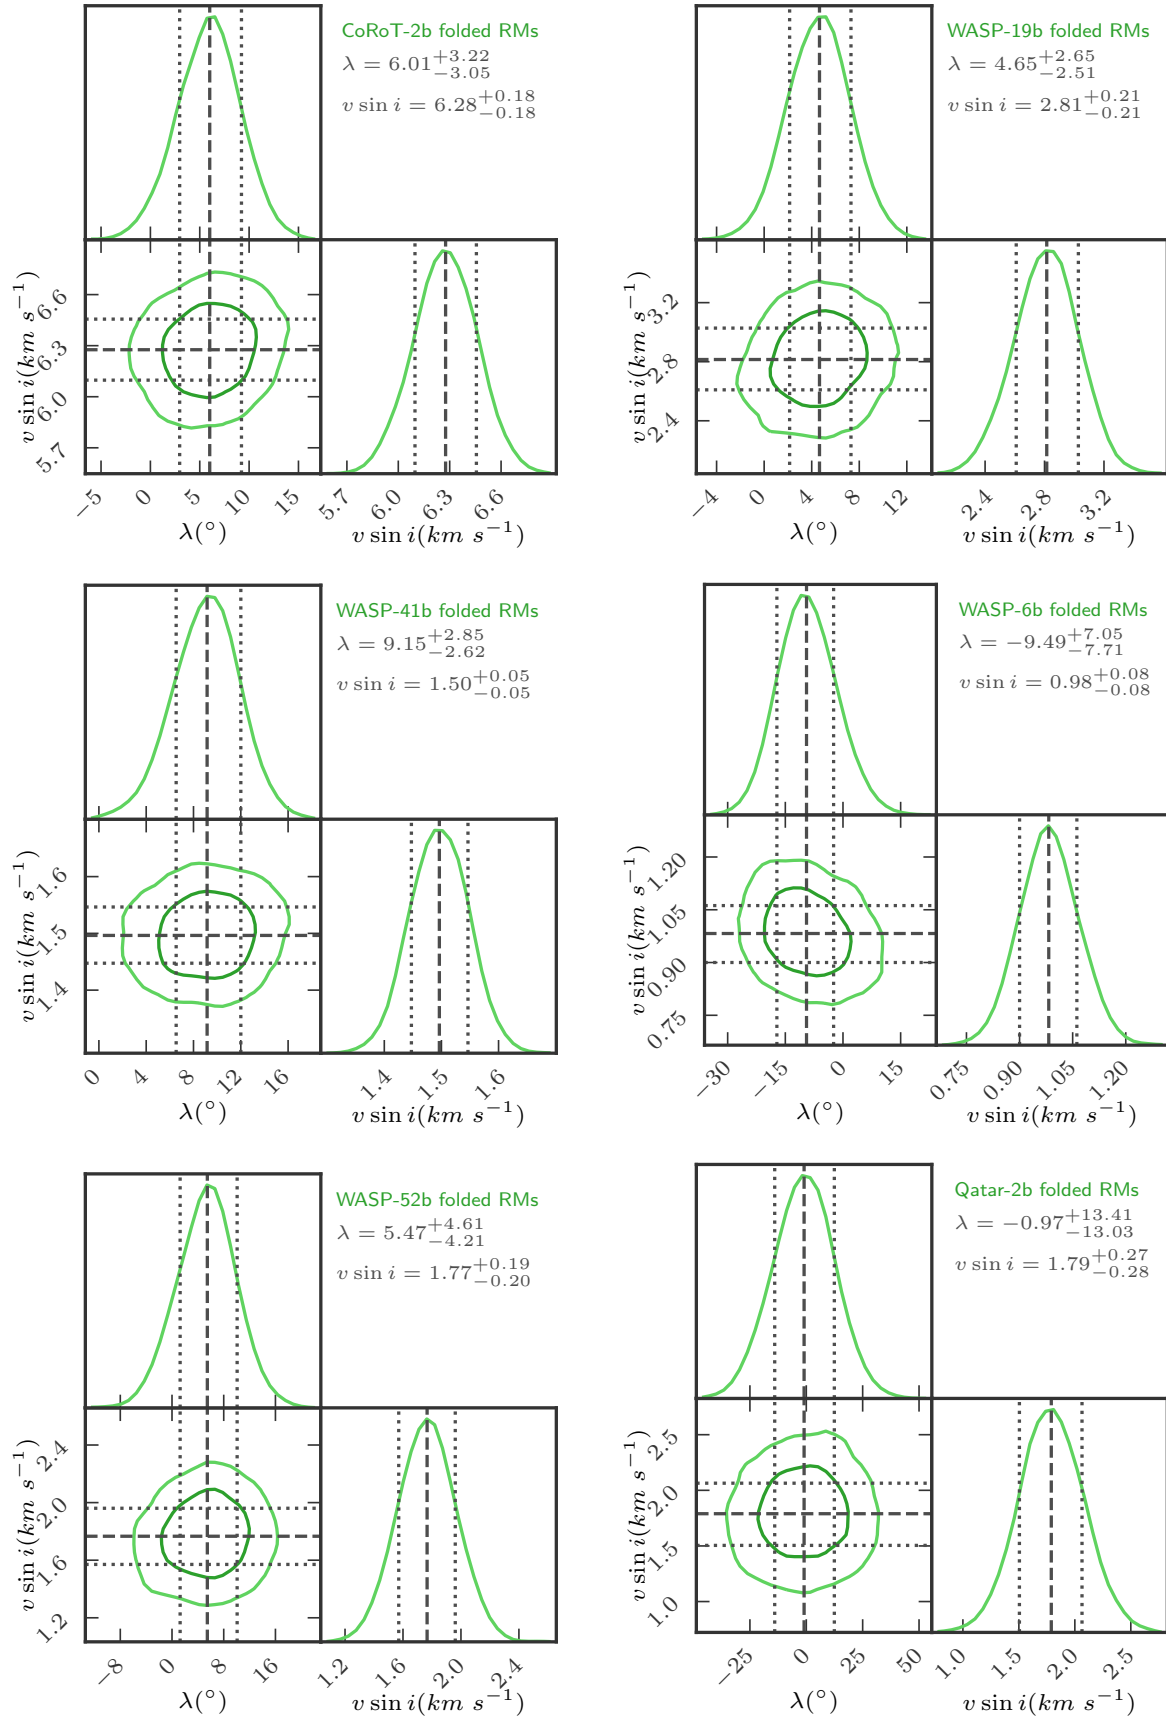 CoRoT-2b folded RMs
λ = 6.01 +3.22 −3.05
v sin i = 6.28 +0.18 −0.18
v sin i(km s−1)
6.6
6.3
6.0
5.7
−5 0 5 10 15
λ(°)
5.7 6.0 6.3 6.6
v sin i(km s−1)
WASP-19b folded RMs
λ = 4.65 +2.65 −2.51
v sin i = 2.81 +0.21 −0.21
v sin i(km s−1)
3.2
2.8
2.4
−4 0 4 8 12
λ(°)
2.4 2.8 3.2
v sin i(km s−1)
WASP-41b folded RMs
λ = 9.15 +2.85 −2.62
v sin i = 1.50 +0.05 −0.05
v sin i(km s−1)
1.6
1.5
1.4
0 4 8 12 16
λ(°)
1.4 1.5 1.6
v sin i(km s−1)
WASP-6b folded RMs
λ = −9.49 +7.05 −7.71
v sin i = 0.98 +0.08 −0.08
v sin i(km s−1)
1.20
1.05
0.90
0.75
−30 −15 0 15
λ(°)
0.75 0.90 1.05 1.20
v sin i(km s−1)
WASP-52b folded RMs
λ = 5.47 +4.61 −4.21
v sin i = 1.77 +0.19 −0.20
v sin i(km s−1)
2.4
2.0
1.6
1.2
−8 0 8 16
λ(°)
1.2 1.6 2.0 2.4
v sin i(km s−1)
Qatar-2b folded RMs
λ = −0.97 +13.41 −13.03
v sin i = 1.79 +0.27 −0.28
v sin i(km s−1)
2.5
2.0
1.5
1.0
−25 0 25 50
λ(°)
1.0 1.5 2.0 2.5
v sin i(km s−1)